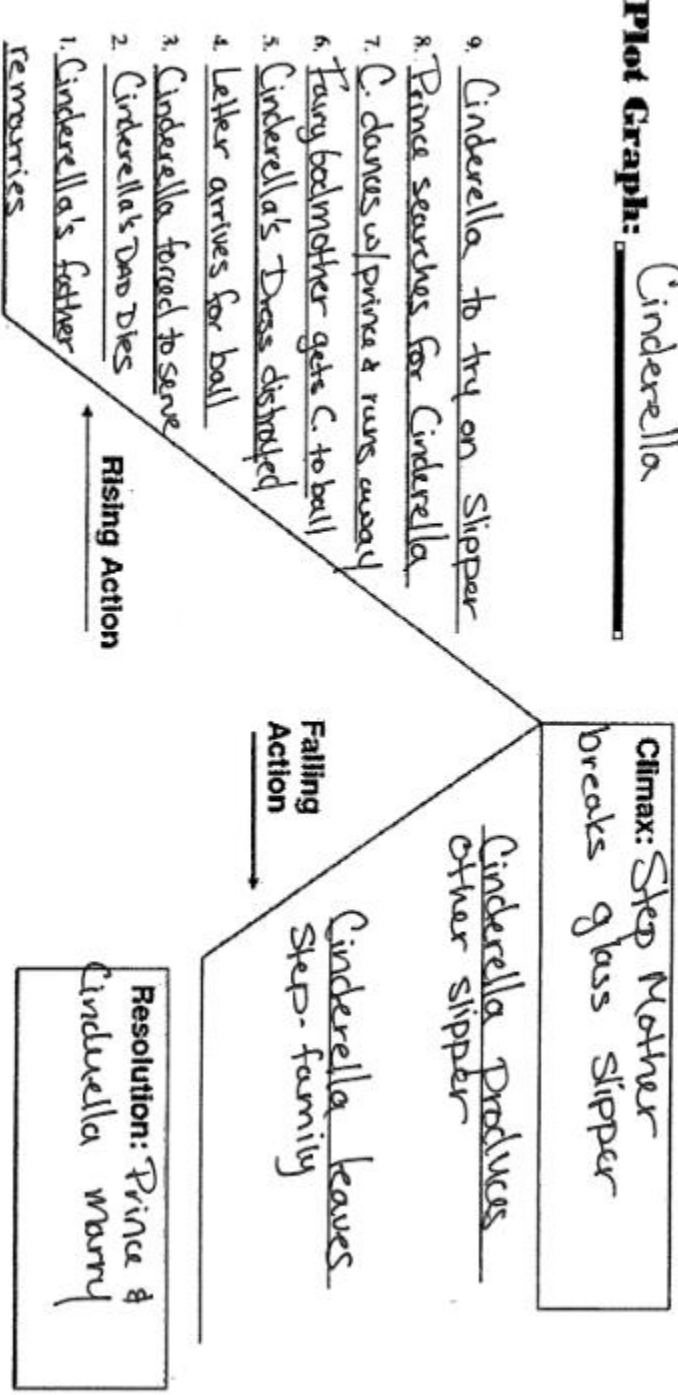 Plot Graph: Cinderella
Climax: Step Mother
breaks glass slipper
9. Cinderella to try on Slipper
8. Prince searches for Cinderella
7. C. dances w/prince & runs away
6. Fairy bodmother gets C. to ball
5. Cinderella's Dress distroyed
4. Letter arrives for ball
3. Cinderella forced to serve
2. Cinderella's DAD DIES
1. Cinderella's father
remarries
Rising Action
Falling
Action
Cinderella Produces
other slipper
Cinderella leaves
Step-family
Resolution: Prince &
Cinderella marry